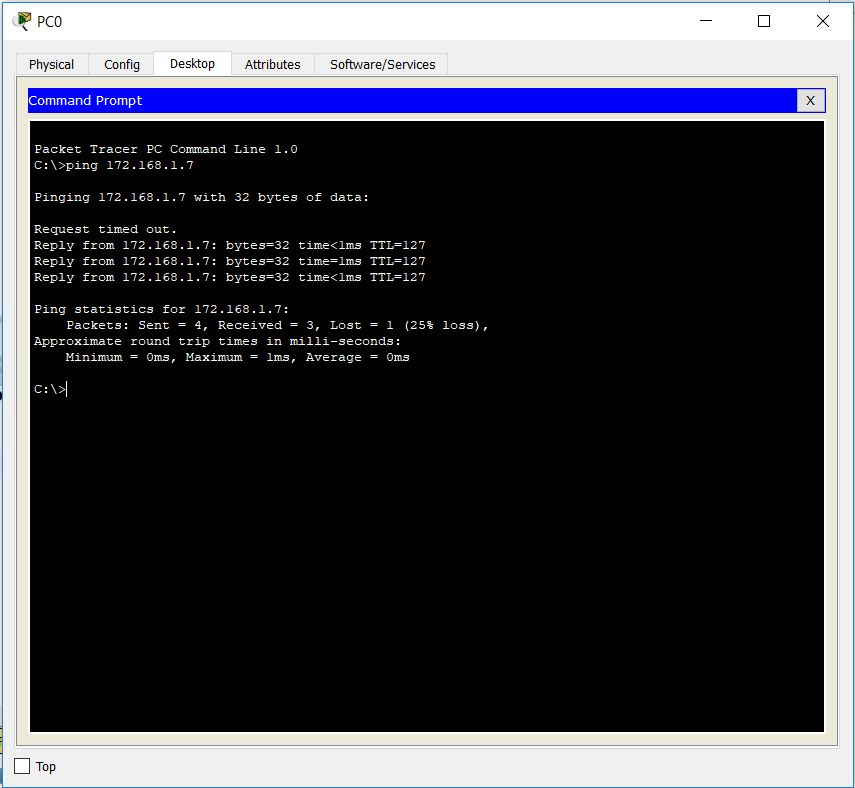 PC0
Physical Config Desktop Attributes Software/Services
Command Prompt X
Packet Tracer PC Command Line 1.0
C:\>ping 172.168.1.7
Pinging 172.168.1.7 with 32 bytes of data:
Request timed out.
Reply from 172.168.1.7: bytes=32 time<1ms TTL=127
Reply from 172.168.1.7: bytes=32 time=1ms TTL=127
Reply from 172.168.1.7: bytes=32 time<1ms TTL=127
Ping statistics for 172.168.1.7:
Packets: Sent = 4, Received = 3, Lost = 1 (25% loss),
Approximate round trip times in milli-seconds:
Minimum = 0ms, Maximum = 1ms, Average = 0ms
C:\>
Top